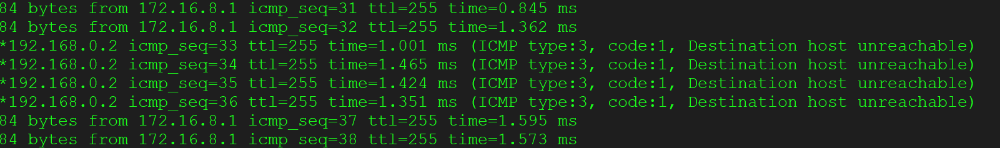 84 bytes from 172.16.8.1 icmp_seq=31 ttl=255 time=0.845 ms
84 bytes from 172.16.8.1 icmp_seq=32 ttl=255 time=1.362 ms
*192.168.0.2 icmp_seq=33 ttl=255 time=1.001 ms (ICMP type:3, code:1, Destination host unreachable)
*192.168.0.2 icmp_seq=34 ttl=255 time=1.465 ms (ICMP type:3, code:1, Destination host unreachable)
*192.168.0.2 icmp_seq=35 ttl=255 time=1.424 ms (ICMP type:3, code:1, Destination host unreachable)
*192.168.0.2 icmp_seq=36 ttl=255 time=1.351 ms (ICMP type:3, code:1, Destination host unreachable)
84 bytes from 172.16.8.1 icmp_seq=37 ttl=255 time=1.595 ms
84 bytes from 172.16.8.1 icmp_seq=38 ttl=255 time=1.573 ms